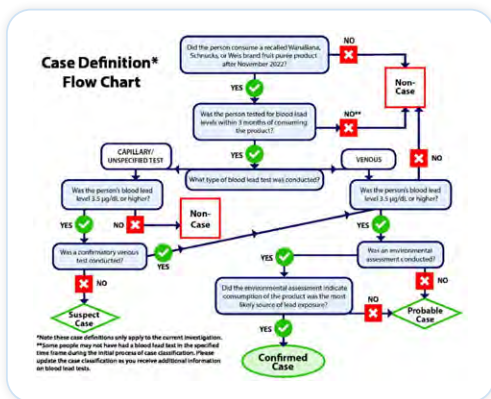 Case Definition*
Flow Chart
Did the person consume a recalled WanaBana,
Schnucks, or Weis brand fruit purée product
after November 2022?
NO
YES
Non-
Case
Was the person tested for blood lead
levels within 3 months of consuming
the product?
NO**
YES
CAPILLARY/
UNSPECIFIED TEST
What type of blood lead test was conducted?
VENOUS
NO
Was the person's blood lead
level 3.5 µg/dL or higher?
YES
NO
Non-
Case
Was the person's blood lead
level 3.5 µg/dL or higher?
YES
Was a confirmatory venous
test conducted?
YES
NO
Suspect
Case
Was an environmental
assessment conducted?
YES
NO
Did the environmental assessment indicate
consumption of the product was the most
likely source of lead exposure?
NO
YES
Probable
Case
Confirmed
Case
*Note these case definitions only apply to the current investigation.
**Some people may not have had a blood lead test in the specified
time frame during the initial process of case classification. Please
update the case classification as you receive additional information
on blood lead tests.